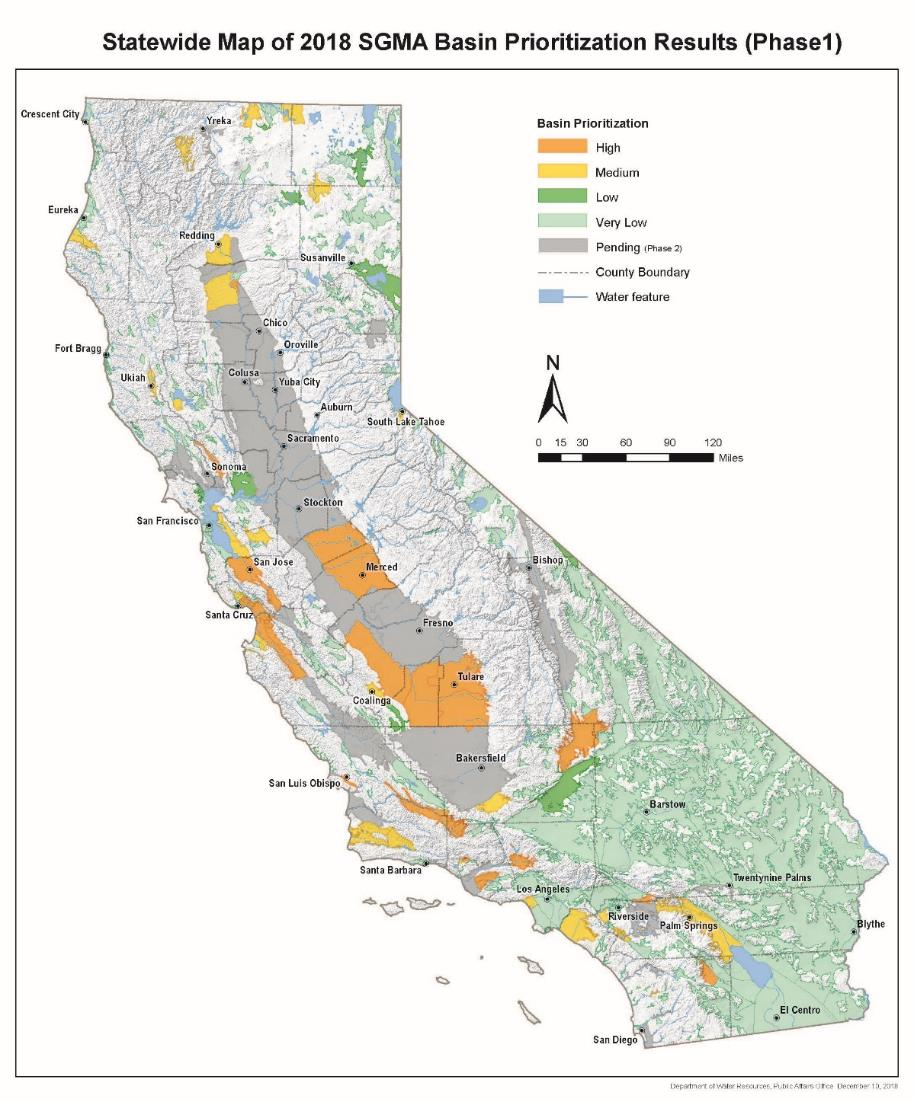 Statewide Map of 2018 SGMA Basin Prioritization Results (Phase1)
Crescent City
Yreka
Eureka
Redding
Susanville
Chico
Fort Bragg
Oroville
Ukiah
Colusa
Yuba City
Auburn
South Lake Tahoe
Sacramento
Sonoma
Stockton
San Francisco
San Jose
Merced
Bishop
Santa Cruz
Fresno
Tulare
Coalinga
Bakersfield
San Luis Obispo
Barstow
Santa Barbara
Los Angeles
Twentynine Palms
Riverside
Palm Springs
Blythe
El Centro
San Diego
Basin Prioritization
High
Medium
Low
Very Low
Pending (Phase 2)
County Boundary
Water feature
N
0 15 30 60 90 120
Miles
Department of Water Resources, Public Affairs Office December 10, 2018